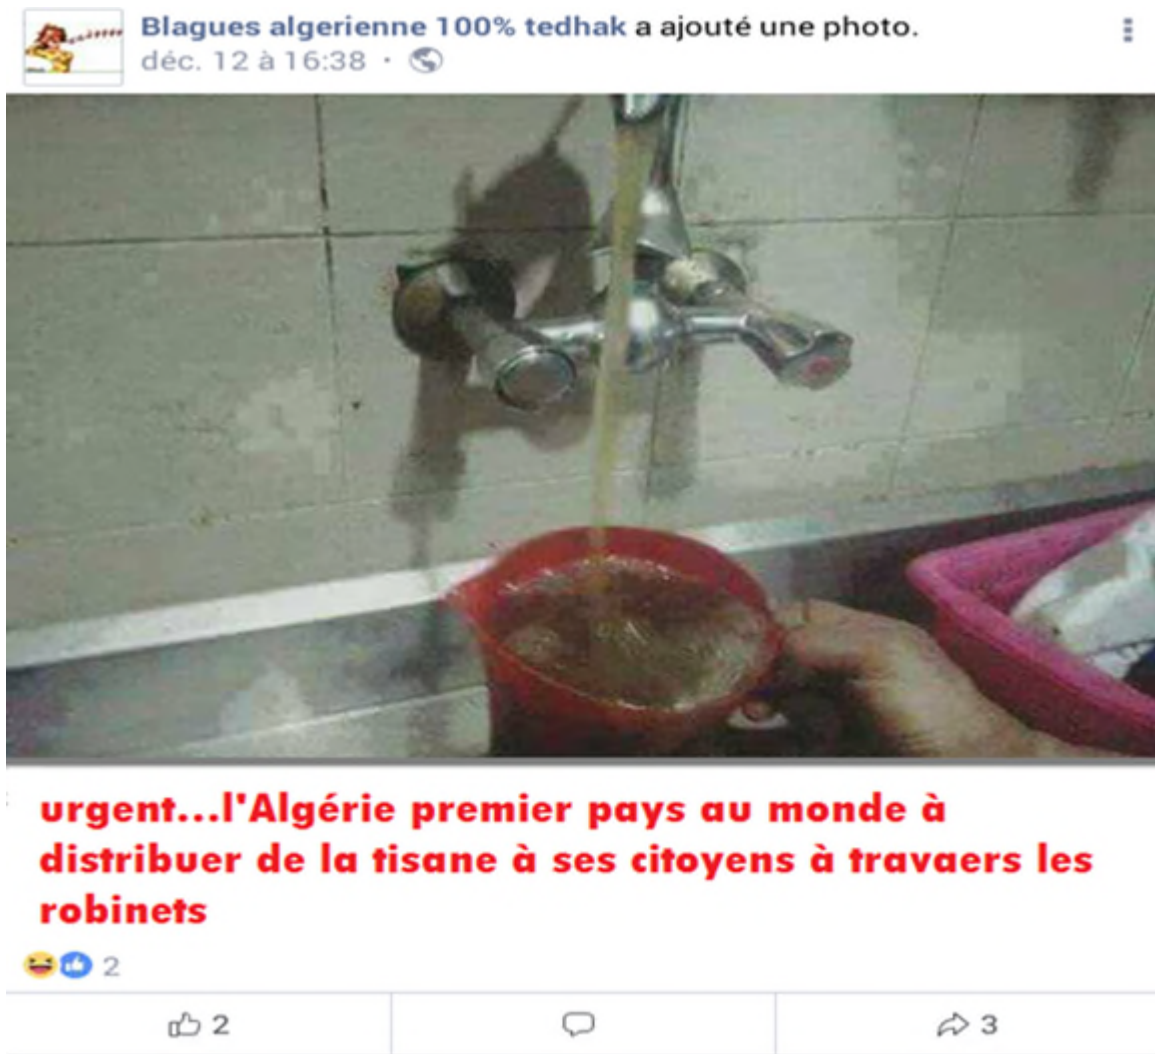 Blagues algerienne 100% tedhak a ajouté une photo.
déc. 12 à 16:38 ·
urgent...l'Algérie premier pays au monde à
distribuer de la tisane à ses citoyens à travaers les
robinets
2
2
3